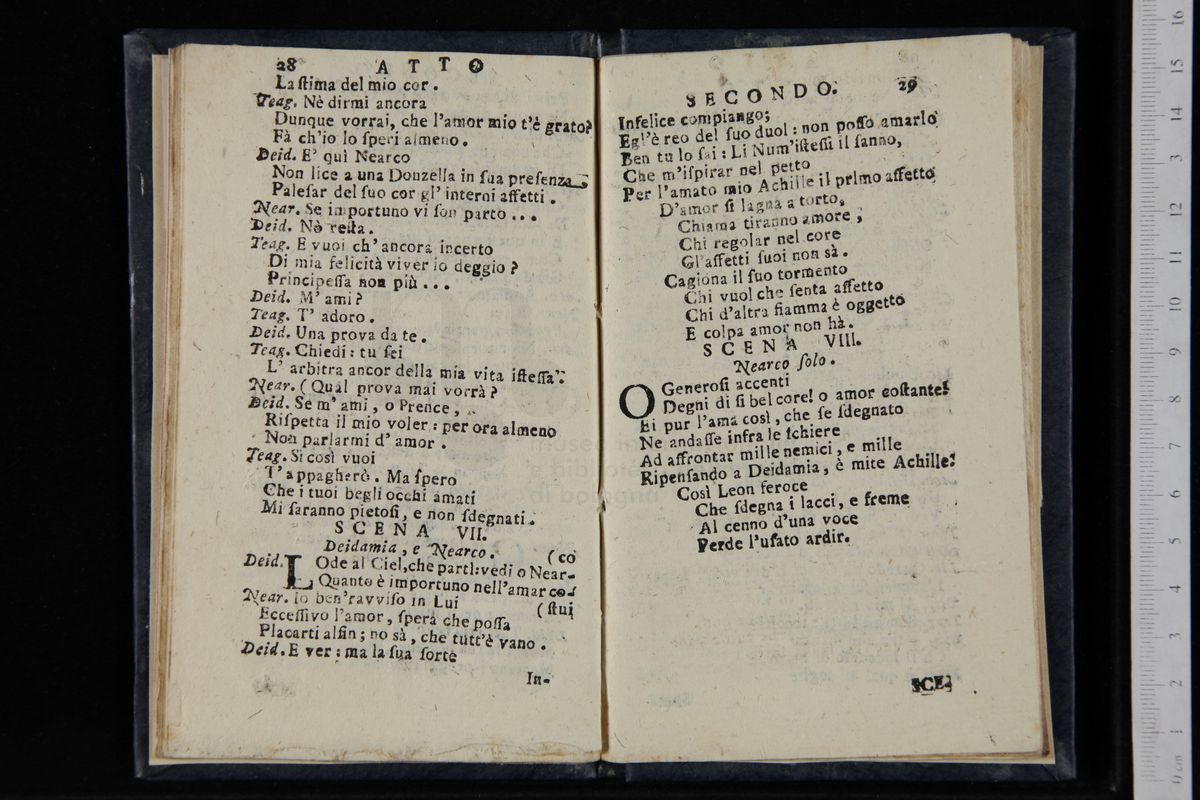 28 ATTO
La ſtima del mio cor.
Teag. Nè dirmi ancora
Dunque vorrai, che l'amor mio t'è grato?
Fà ch'io lo ſperi almeno.
Deid. E' quì Nearco
Non lice a una Donzella in ſua preſenza
Paleſar del ſuo cor gl' interni affetti.
Near. Se importuno vi ſon parto ...
Deid. Nò reſta.
Teag. E vuoi ch' ancora incerto
Di mia felicità viver io deggio?
Principeſſa non più ...
Deid. M' ami?
Teag. T' adoro.
Deid. Una prova da te.
Teag. Chiedi: tu ſei
L' arbitra ancor della mia vita iſteſſa.
Near. (Qual prova mai vorrà?
Deid. Se m' ami, o Prence,
Riſpetta il mio voler: per ora almeno
Non parlarmi d' amor.
Teag. Sì così vuoi
T' appagherò. Ma ſpero
Che i tuoi begli occhi amati
Mi ſaranno pietoſi, e non ſdegnati.
SCENA VII.
Deidamia, e Nearco. (co
Deid. LOde al Ciel, che partì: vedi o Near-
Quanto è importuno nell'amar co-
Near. Io ben'ravviſo in Lui (ſtui
Ecceſſivo l'amor, ſpera che poſſa
Placarti alfin; no sà, che tutt'è vano.
Deid. E ver: ma la ſua ſorte
In-
SECONDO. 29
Infelice compiango;
Egl'è reo del ſuo duol: non poſſo amarlo
Ben tu lo ſai: Li Num'iſteſſi il ſanno,
Che m'iſpirar nel petto
Per l'amato mio Achille il primo affetto
D'amor ſi lagna a torto,
Chiama tiranno amore,
Chi regolar nel core
Gl'affetti ſuoi non sà.
Cagiona il ſuo tormento
Chi vuol che ſenta affetto
Chi d'altra fiamma è oggetto
E colpa amor non hà.
SCENA VIII.
Nearco ſolo.
O Generoſi accenti
Degni di ſi bel core! o amor coſtante!
Ei pur l'ama così, che ſe ſdegnato
Ne andaſſe infra le ſchiere
Ad affrontar mille nemici, e mille
Ripenſando a Deidamia, è mite Achille!
Così Leon feroce
Che ſdegna i lacci, e freme
Al cenno d'una voce
Perde l'uſato ardir.
SCE-